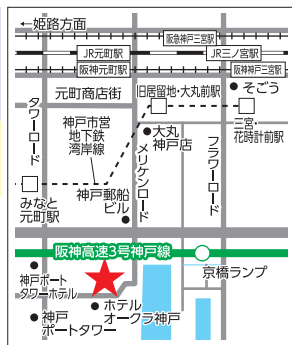 ←姫路方面
阪急神戸三宮駅
JR元町駅
JR三ノ宮駅
阪神元町駅
阪神神戸三宮駅
元町商店街
旧居留地・大丸前駅
そごう
三宮・
花時計前駅
タワーロード
神戸市営
地下鉄
湾岸線
メリケンロード
大丸
神戸店
フラワーロード
みなと
元町駅
神戸郵船
ビル
阪神高速3号神戸線
京橋ランプ
神戸ポート
タワーホテル
ホテル
オークラ神戸
神戸
ポートタワー